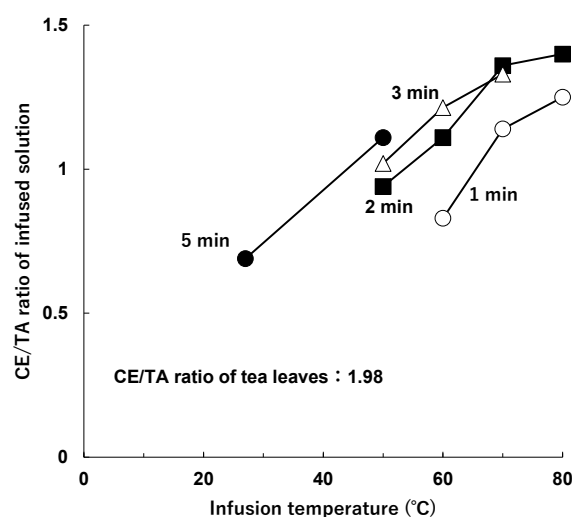 1.5
3 min
1
CE/TA ratio of infused solution
2 min
1 min
5 min
0.5
CE/TA ratio of tea leaves：1.98
0
0
20
40
60
80
Infusion temperature (℃)